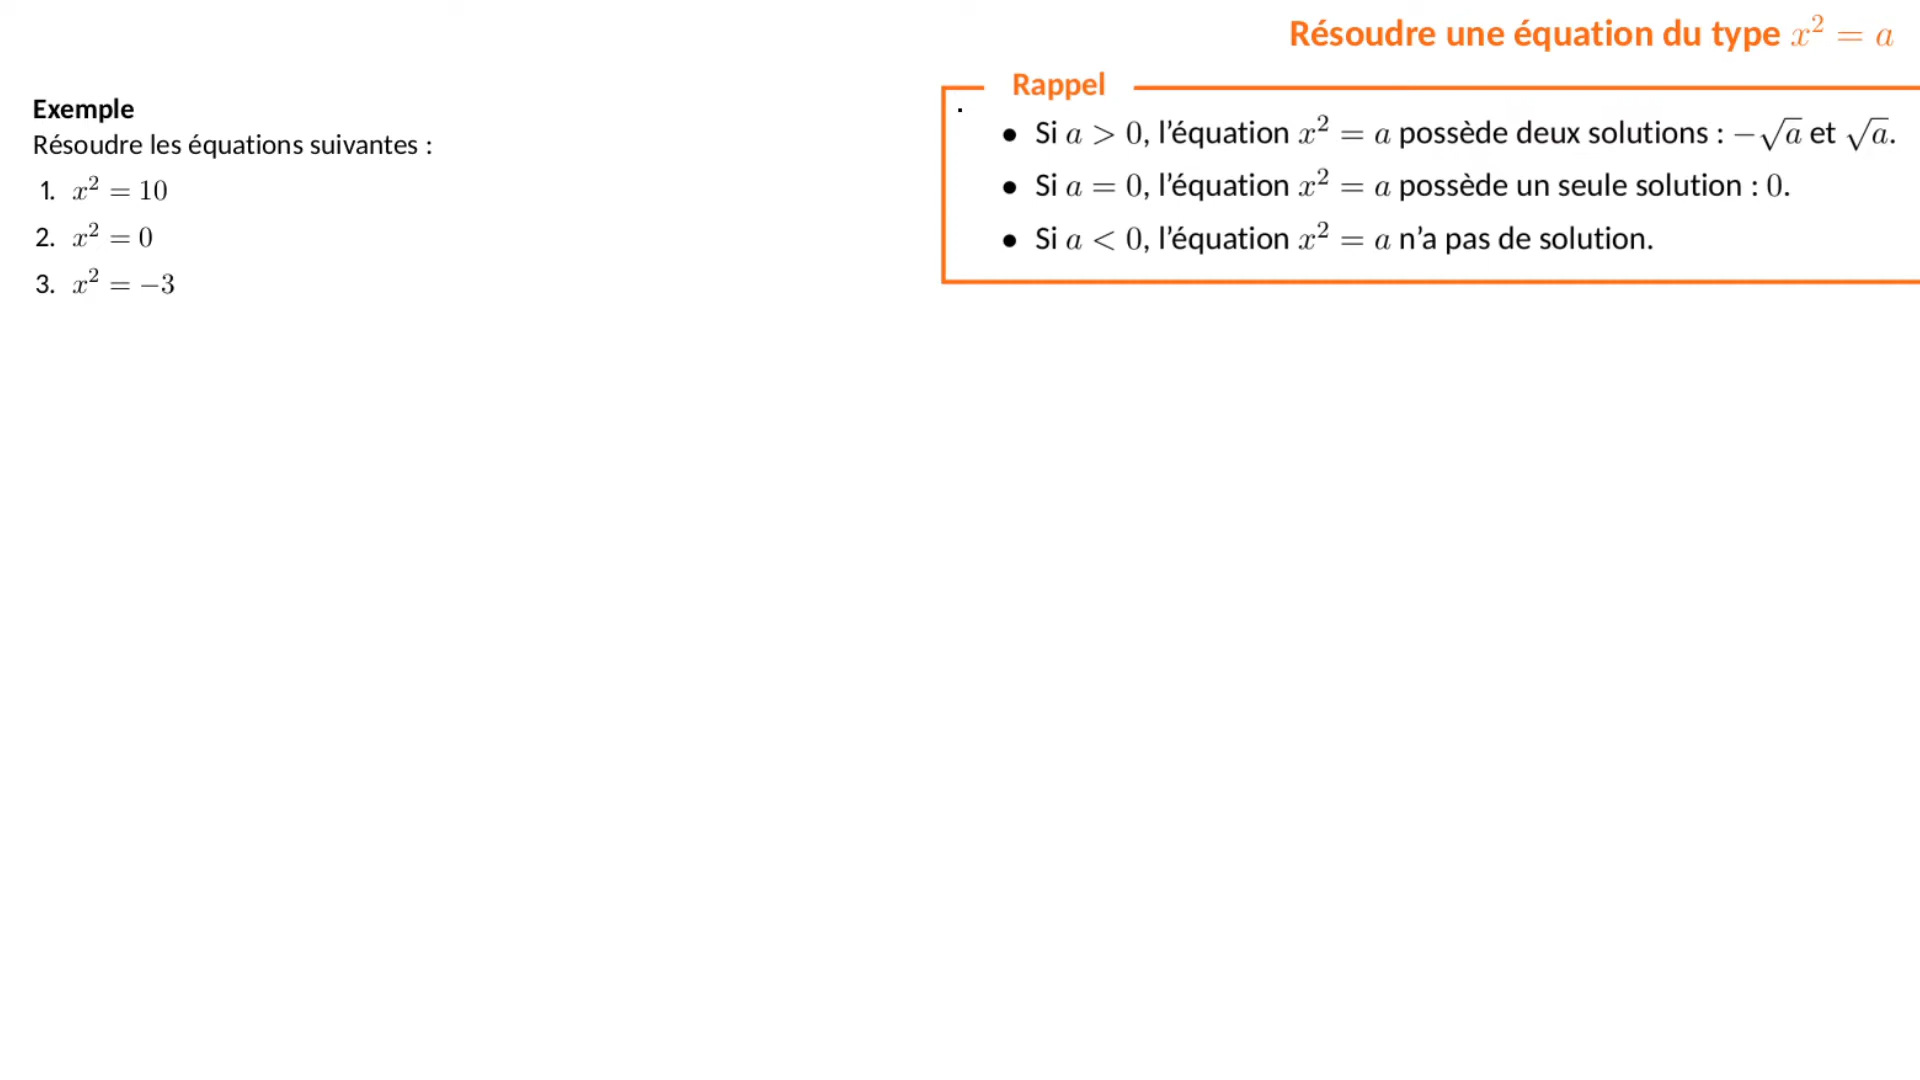 Résoudre une équation du type x² = a
Exemple
Résoudre les équations suivantes :
1. x² = 10
2. x² = 0
3. x² = −3
Rappel
• Si a > 0, l’équation x² = a possède deux solutions : −√a et √a.
• Si a = 0, l’équation x² = a possède un seule solution : 0.
• Si a < 0, l’équation x² = a n’a pas de solution.